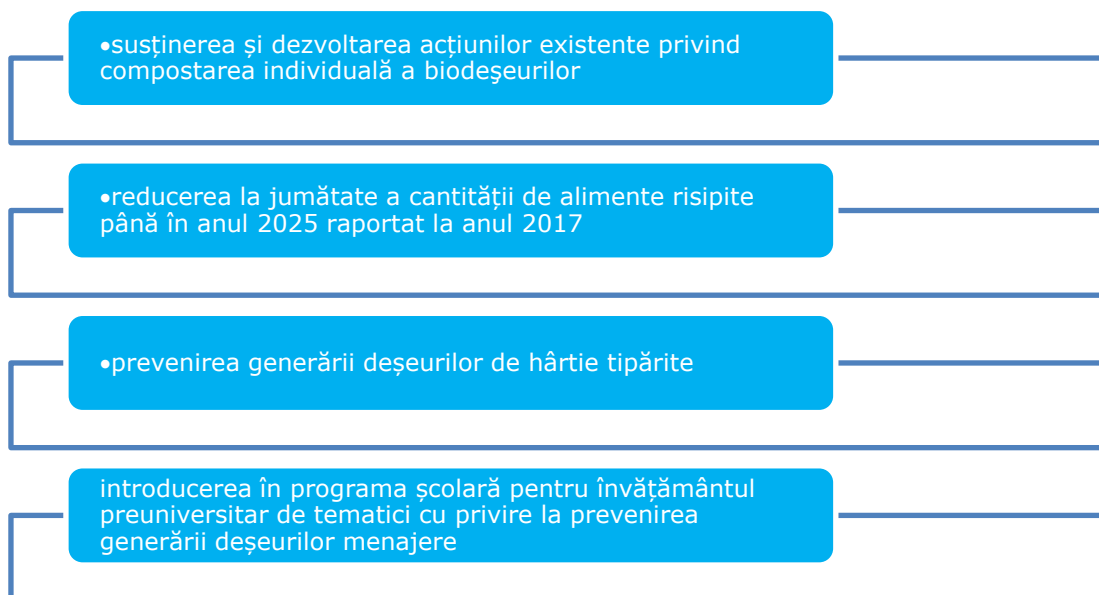 •susținerea și dezvoltarea acțiunilor existente privind
compostarea individuală a biodeşeurilor
•reducerea la jumătate a cantității de alimente risipite
până în anul 2025 raportat la anul 2017
•prevenirea generării deșeurilor de hârtie tipărite
introducerea în programa școlară pentru învățământul
preuniversitar de tematici cu privire la prevenirea
generării deșeurilor menajere